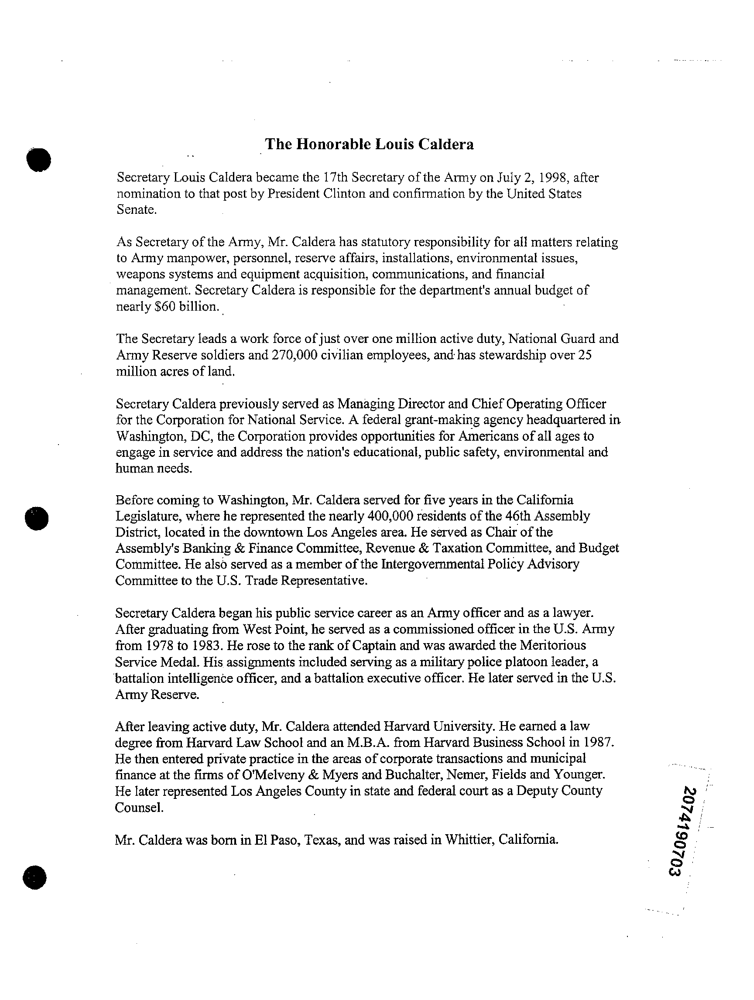 The Honorable Louis Caldera
Secretary Louis Caldera became the 17th Secretary of the Army on July 2, 1998, after
nomination to that post by President Clinton and confirmation by the United States
Senate.
As Secretary of the Army, Mr. Caldera has statutory responsibility for all matters relating
to Army manpower, personnel, reserve affairs, installations, environmental issues,
weapons systems and equipment acquisition, communications, and financial
management. Secretary Caldera is responsible for the department's annual budget of
nearly $60 billion.
The Secretary leads a work force of just over one million active duty, National Guard and
Army Reserve soldiers and 270,000 civilian employees, and has stewardship over 25
million acres of land.
Secretary Caldera previously served as Managing Director and Chief Operating Officer
for the Corporation for National Service. A federal grant-making agency headquartered in
Washington, DC, the Corporation provides opportunities for Americans of all ages to
engage in service and address the nation's educational, public safety, environmental and
human needs.
Before coming to Washington, Mr. Caldera served for five years in the California
Legislature, where he represented the nearly 400,000 residents of the 46th Assembly
District, located in the downtown Los Angeles area. He served as Chair of the
Assembly's Banking & Finance Committee, Revenue & Taxation Committee, and Budget
Committee. He also served as a member of the Intergovernmental Policy Advisory
Committee to the U.S. Trade Representative.
Secretary Caldera began his public service career as an Army officer and as a lawyer.
After graduating from West Point, he served as a commissioned officer in the U.S. Army
from 1978 to 1983. He rose to the rank of Captain and was awarded the Meritorious
Service Medal. His assignments included serving as a military police platoon leader, a
battalion intelligence officer, and a battalion executive officer. He later served in the U.S.
Army Reserve.
After leaving active duty, Mr. Caldera attended Harvard University. He earned a law
degree from Harvard Law School and an M.B.A. from Harvard Business School in 1987.
He then entered private practice in the areas of corporate transactions and municipal
finance at the firms of O'Melveny & Myers and Buchalter, Nemer, Fields and Younger.
He later represented Los Angeles County in state and federal court as a Deputy County
Counsel.
Mr. Caldera was born in El Paso, Texas, and was raised in Whittier, California.
2074190703